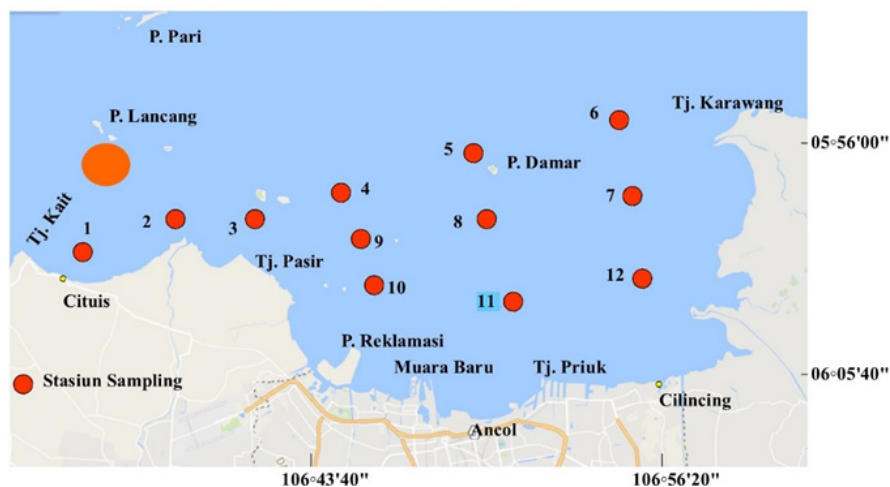 P. Pari
P. Lancang
Tj. Karawang
6
05°56'00"
5
P. Damar
4
7
Tj. Kait
1
2
3
8
9
Tj. Pasir
12
10
11
Cituis
P. Reklamasi
Muara Baru
Tj. Priuk
06°05'40"
Stasiun Sampling
Cilincing
Ancol
106°43'40"
106°56'20"